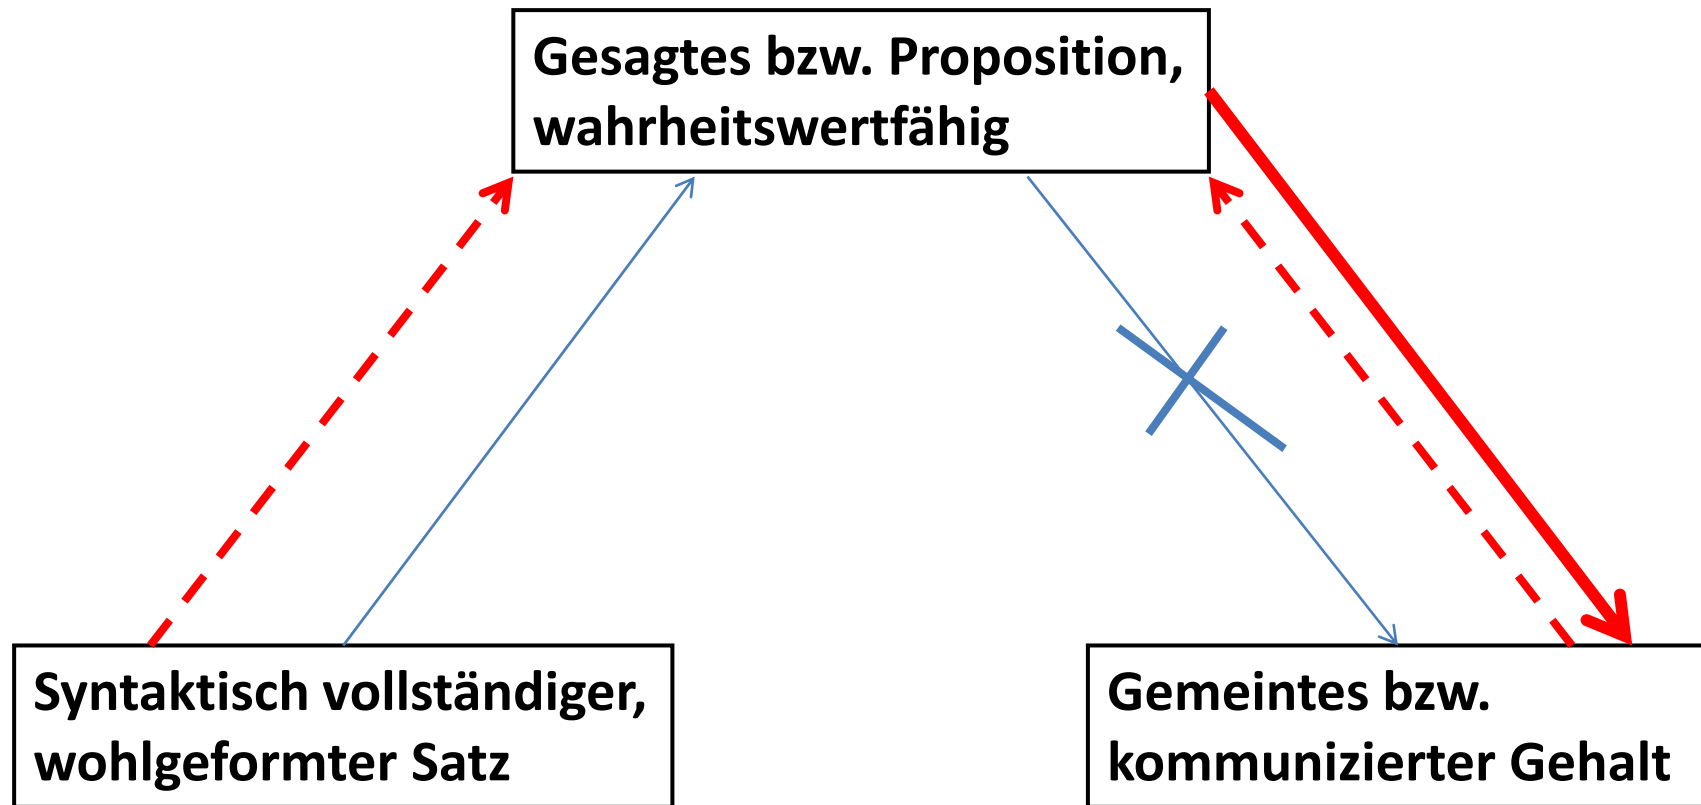 Gesagtes bzw. Proposition,
wahrheitswertfähig
Syntaktisch vollständiger,
wohlgeformter Satz
Gemeintes bzw.
kommunizierter Gehalt